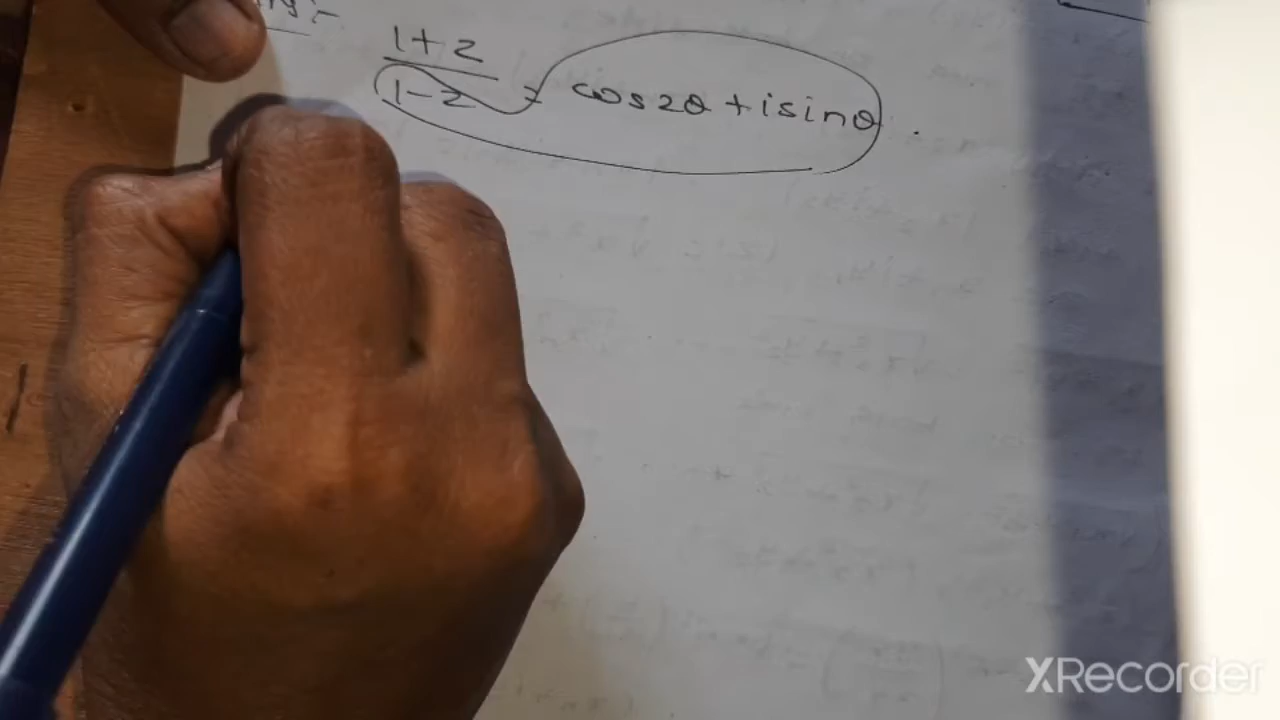 1+z
1-z = cos2θ + isinθ .
XRecorder